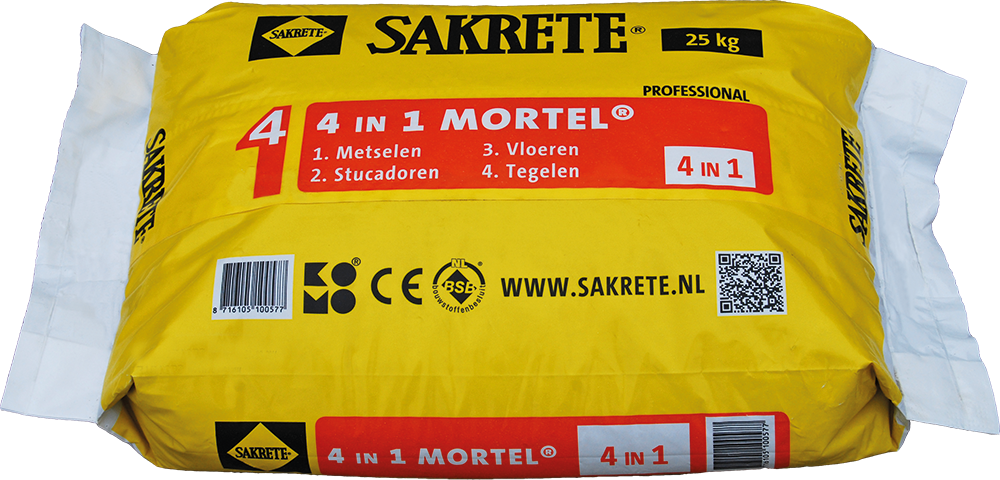 SAKRETE
SAKRETE®
25 kg
PROFESSIONAL
4
1
4 IN 1 MORTEL®
1. Metselen
3. Vloeren
2. Stucadoren
4. Tegelen
4 IN 1
SAKRETE
SAKRETE
8 716105 100577
KOMO®
CE
NL
BSB®
bouwstoffenbesluit
WWW.SAKRETE.NL
SAKRETE
4 IN 1 MORTEL®
4 IN 1